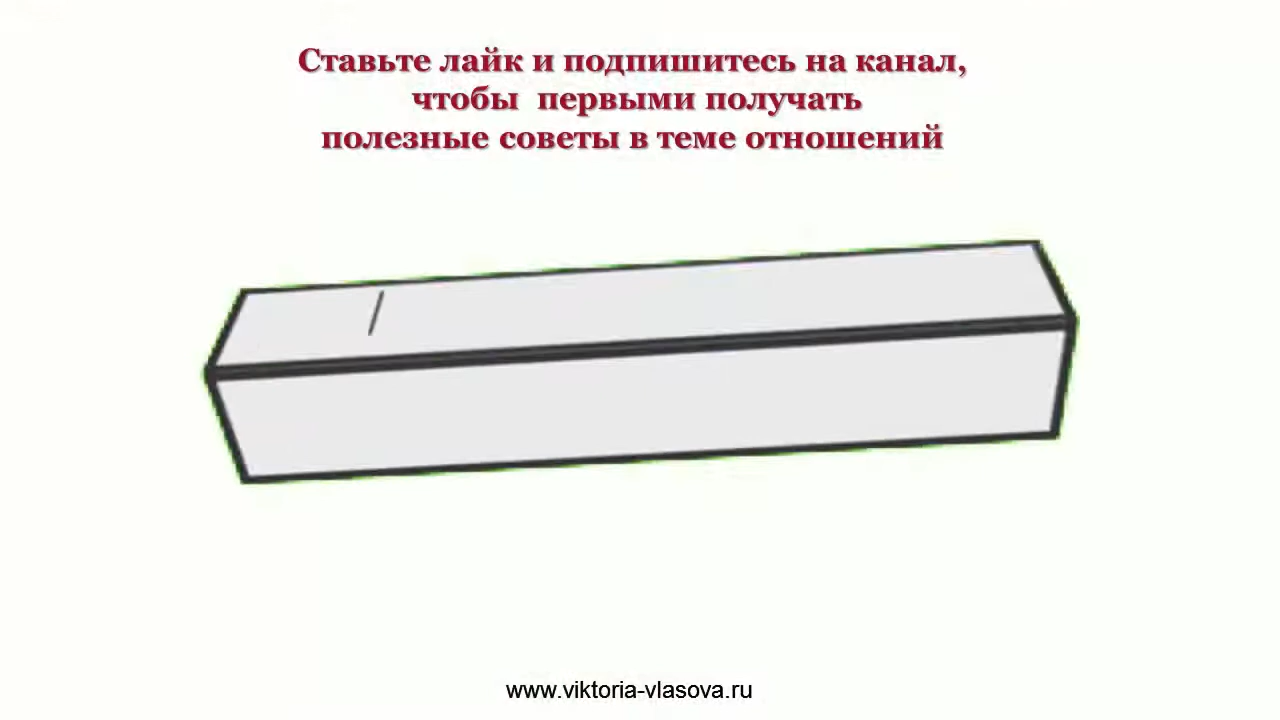 Ставьте лайк и подпишитесь на канал,
чтобы  первыми получать
полезные советы в теме отношений
www.viktoria-vlasova.ru